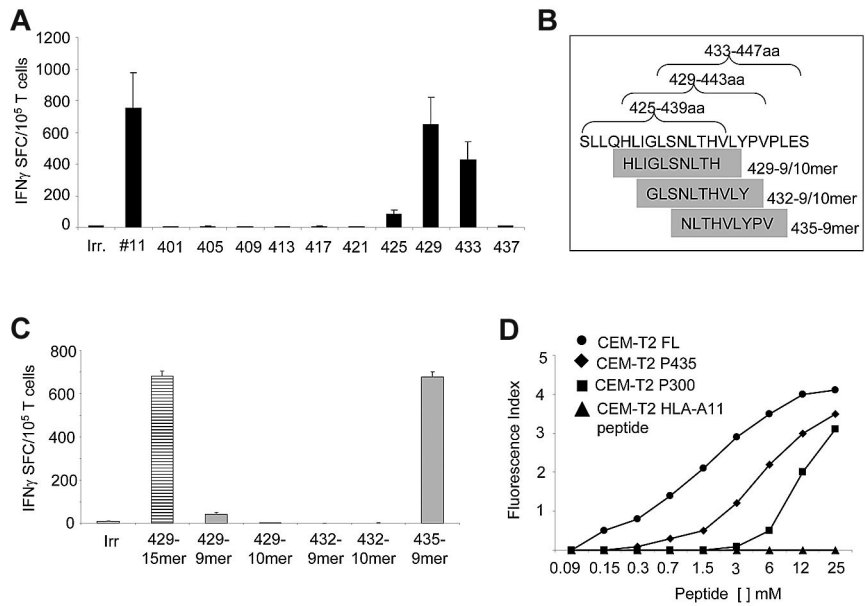 A
IFNγ SFC/10⁵ T cells
1200
1000
800
600
400
200
0
Irr. #11 401 405 409 413 417 421 425 429 433 437
B
433-447aa
429-443aa
425-439aa
SLLQHLIGLSNLTHVLYPVPLES
HLIGLSNLTH 429-9/10mer
GLSNLTHVLY 432-9/10mer
NLTHVLYPV 435-9mer
C
IFNγ SFC/10⁵ T cells
800
600
400
200
0
Irr 429- 429- 429- 432- 432- 435-
15mer 9mer 10mer 9mer 10mer 9mer
D
CEM-T2 FL
CEM-T2 P435
CEM-T2 P300
CEM-T2 HLA-A11
peptide
Fluorescence Index
5
4
3
2
1
0.09 0.15 0.3 0.7 1.5 3 6 12 25
Peptide [ ] mM